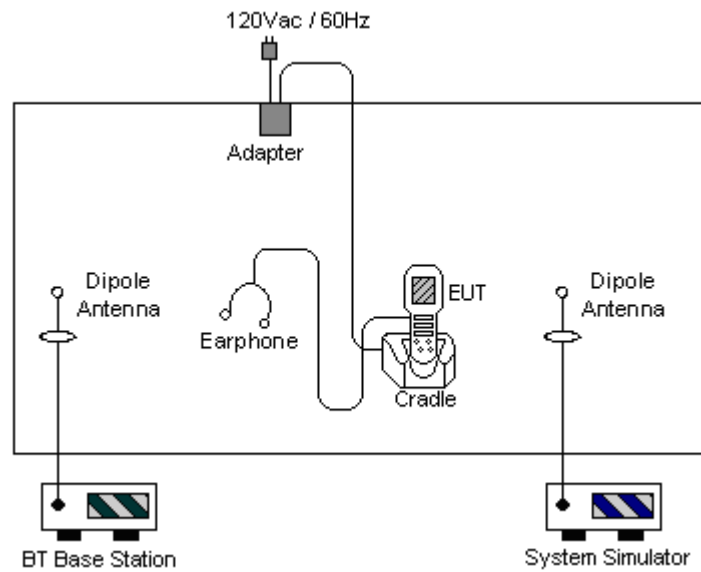 120Vac / 60Hz
Adapter
Dipole
Antenna
Earphone
EUT
Cradle
Dipole
Antenna
BT Base Station
System Simulator